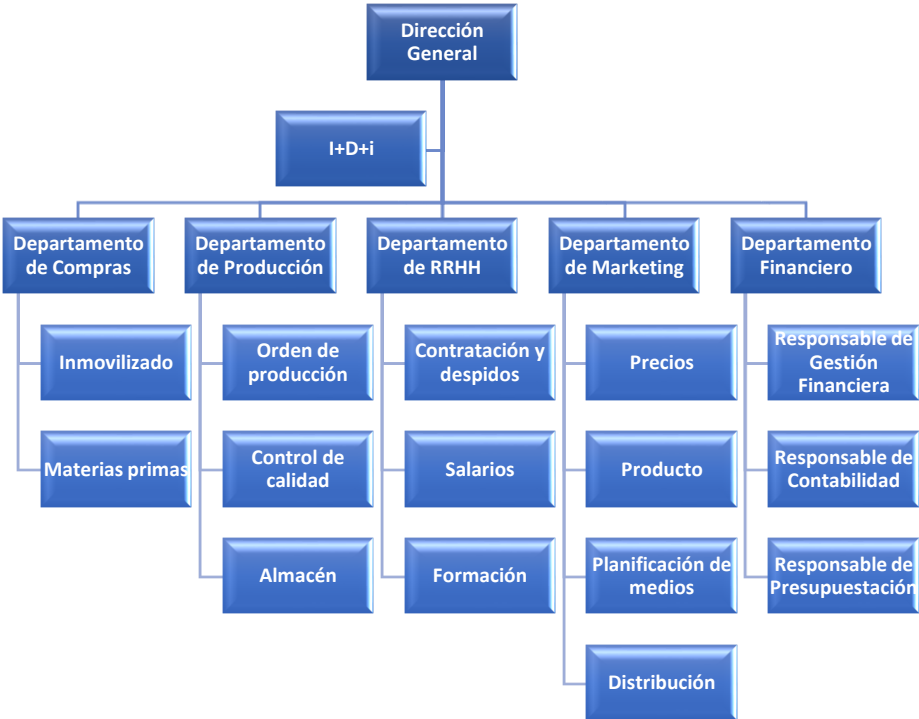 Dirección
General
I+D+i
Departamento
de Compras
Departamento
de Producción
Departamento
de RRHH
Departamento
de Marketing
Departamento
Financiero
Inmovilizado
Materias primas
Orden de
producción
Control de
calidad
Almacén
Contratación y
despidos
Salarios
Formación
Precios
Producto
Planificación de
medios
Distribución
Responsable de
Gestión
Financiera
Responsable de
Contabilidad
Responsable de
Presupuestación